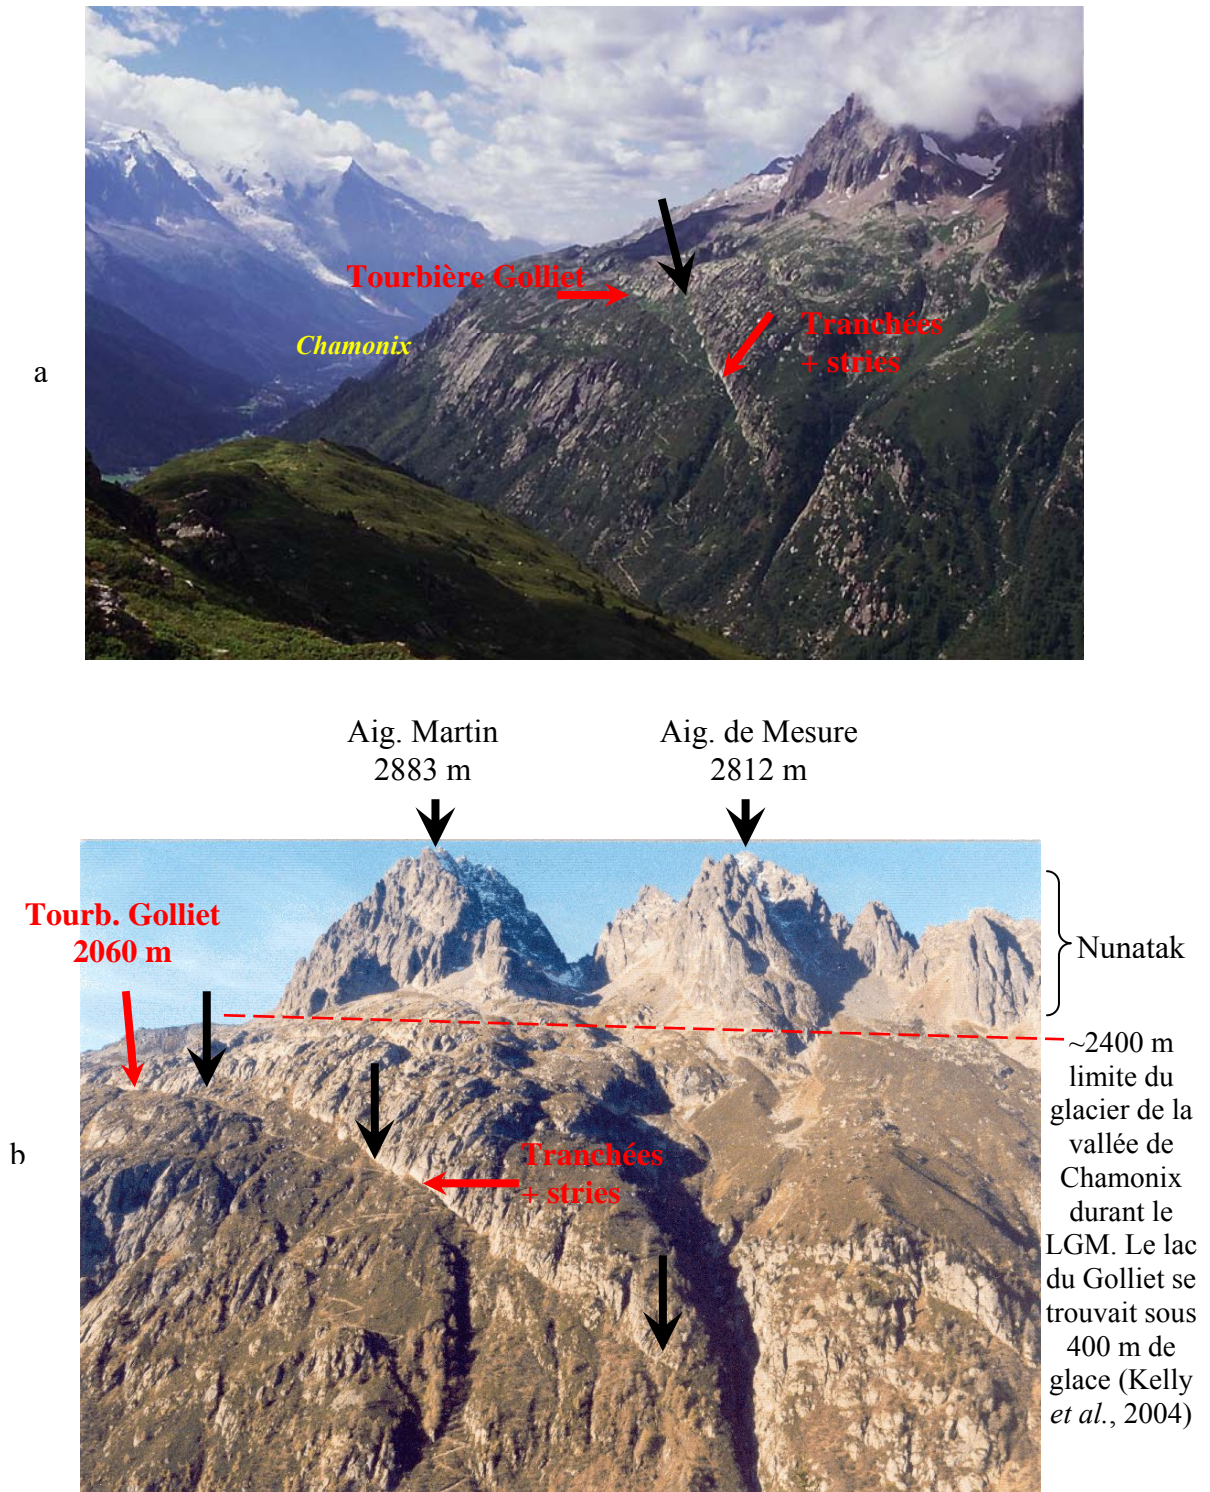 Tourbière Golliet
Chamonix
Tranchées
+ stries
a
Aig. Martin
2883 m
Aig. de Mesure
2812 m
Tourb. Golliet
2060 m
Nunatak
~2400 m
limite du
glacier de la
vallée de
Chamonix
durant le
LGM. Le lac
du Golliet se
trouvait sous
400 m de
glace (Kelly
et al., 2004)
Tranchées
+ stries
b